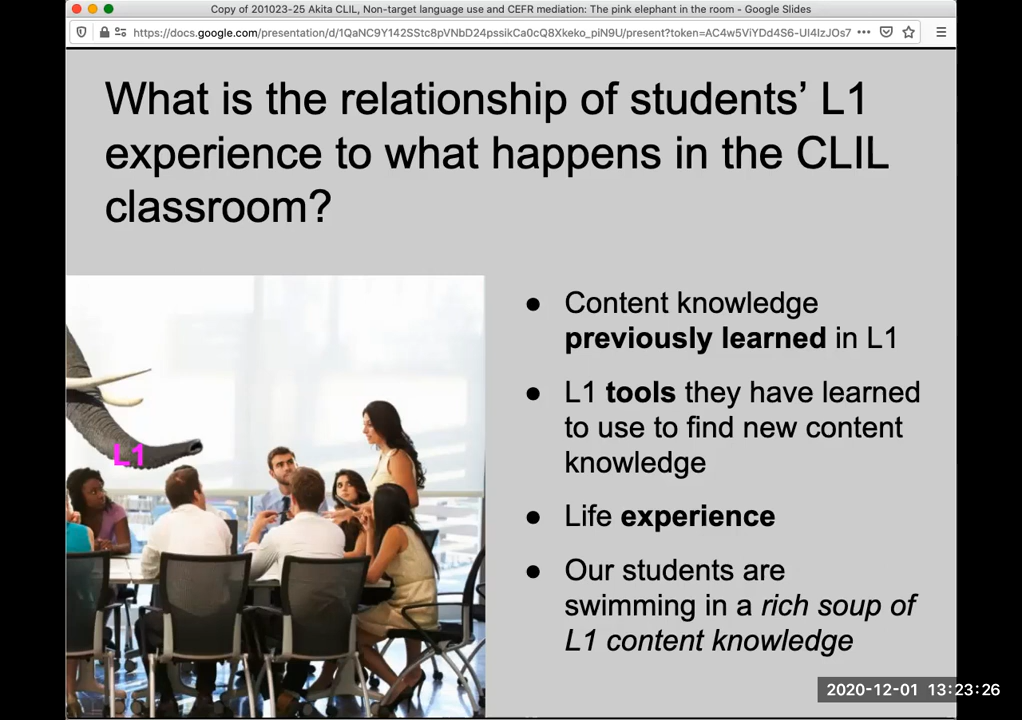 Copy of 201023-25 Akita CLIL, Non-target language use and CEFR mediation: The pink elephant in the room - Google Slides
https://docs.google.com/presentation/d/1QaNC9Y142SStc8pVNbD24pssikCa0cQ8Xkeko_piN9U/present?token=AC4w5ViYDd4S6-UI4IzJOs7
What is the relationship of students’ L1
experience to what happens in the CLIL
classroom?
● Content knowledge
previously learned in L1
● L1 tools they have learned
to use to find new content
knowledge
● Life experience
● Our students are
swimming in a rich soup of
L1 content knowledge
L1
2020-12-01 13:23:26